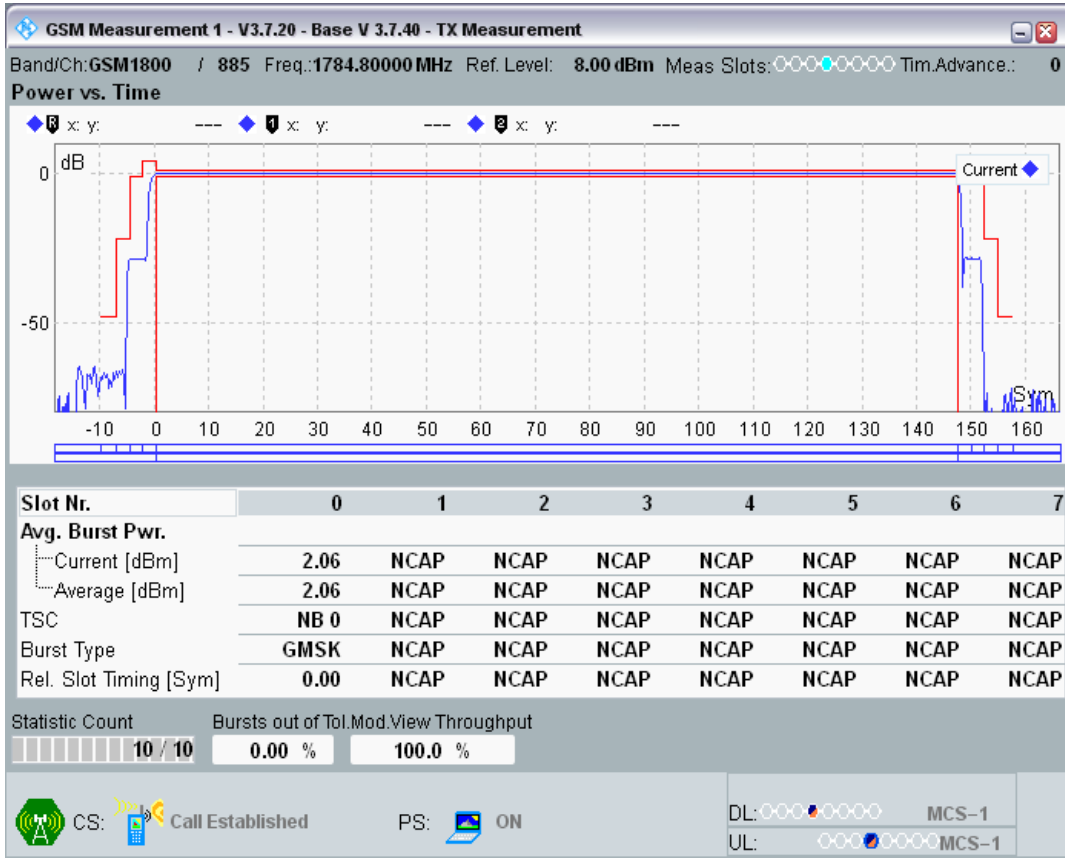 GSM Measurement 1 - V3.7.20 - Base V 3.7.40 - TX Measurement
Band/Ch:GSM1800 / 885 Freq.:1784.80000 MHz Ref. Level: 8.00 dBm Meas Slots: Tim.Advance.: 0
Power vs. Time
R x: y: --- 1 x: y: --- 2 x: y: ---
dB
Current
0
-50
Sym
-10 0 10 20 30 40 50 60 70 80 90 100 110 120 130 140 150 160
Slot Nr. 0 1 2 3 4 5 6 7
Avg. Burst Pwr.
Current [dBm] 2.06 NCAP NCAP NCAP NCAP NCAP NCAP NCAP
Average [dBm] 2.06 NCAP NCAP NCAP NCAP NCAP NCAP NCAP
TSC NB 0 NCAP NCAP NCAP NCAP NCAP NCAP NCAP
Burst Type GMSK NCAP NCAP NCAP NCAP NCAP NCAP NCAP
Rel. Slot Timing [Sym] 0.00 NCAP NCAP NCAP NCAP NCAP NCAP NCAP
Statistic Count Bursts out of Tol. Mod.View Throughput
10 / 10 0.00 % 100.0 %
CS: Call Established PS: ON
DL: MCS-1
UL: MCS-1